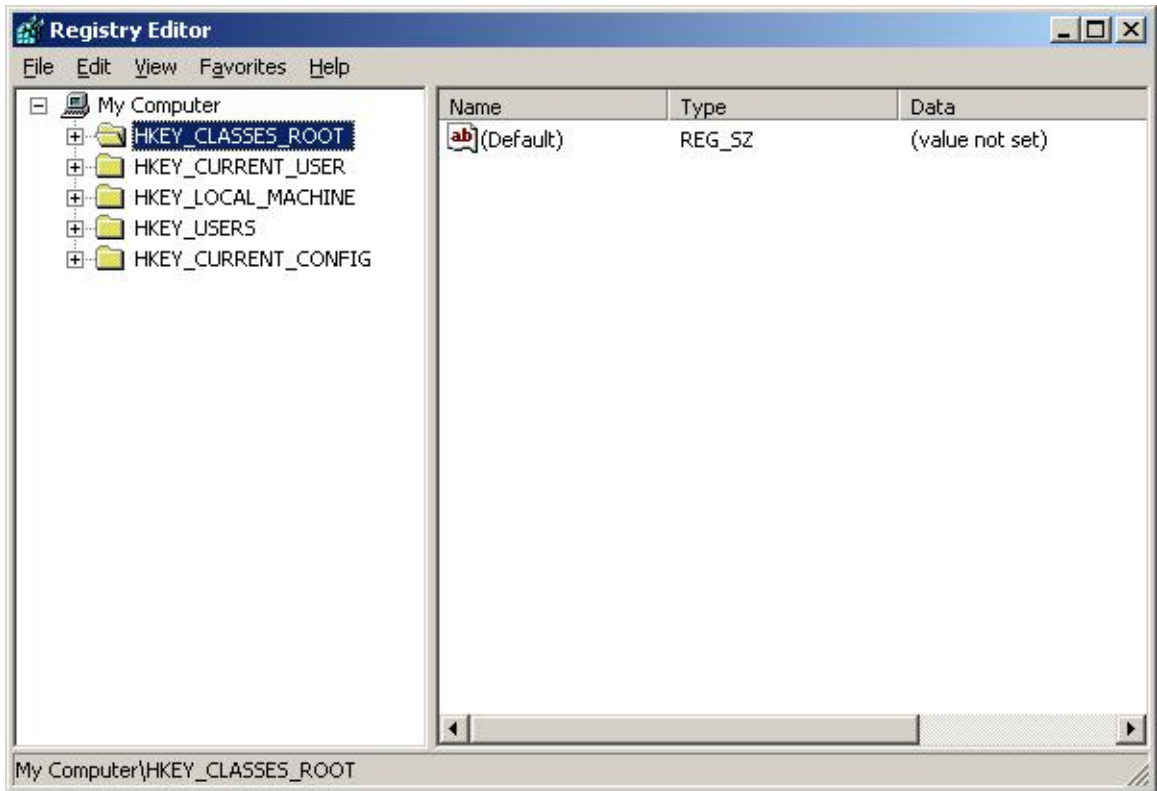 Registry Editor
File Edit View Favorites Help
My Computer
HKEY_CLASSES_ROOT
HKEY_CURRENT_USER
HKEY_LOCAL_MACHINE
HKEY_USERS
HKEY_CURRENT_CONFIG
Name Type Data
ab (Default) REG_SZ (value not set)
My Computer\HKEY_CLASSES_ROOT